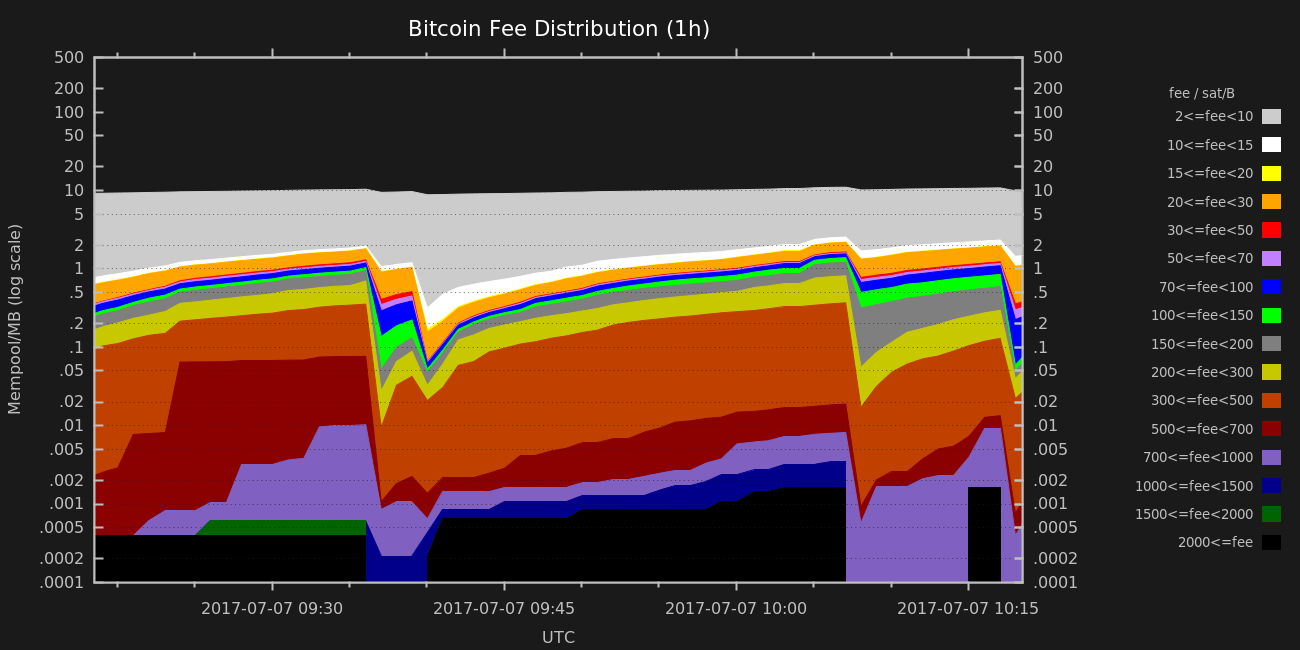 Bitcoin Fee Distribution (1h)
Mempool/MB (log scale)
500
200
100
50
20
10
5
2
1
.5
.2
.1
.05
.02
.01
.005
.002
.001
.0005
.0002
.0001
500
200
100
50
20
10
5
2
1
.5
.2
.1
.05
.02
.01
.005
.002
.001
.0005
.0002
.0001
2017-07-07 09:30
2017-07-07 09:45
2017-07-07 10:00
2017-07-07 10:15
UTC
fee / sat/B
2<=fee<10
10<=fee<15
15<=fee<20
20<=fee<30
30<=fee<50
50<=fee<70
70<=fee<100
100<=fee<150
150<=fee<200
200<=fee<300
300<=fee<500
500<=fee<700
700<=fee<1000
1000<=fee<1500
1500<=fee<2000
2000<=fee